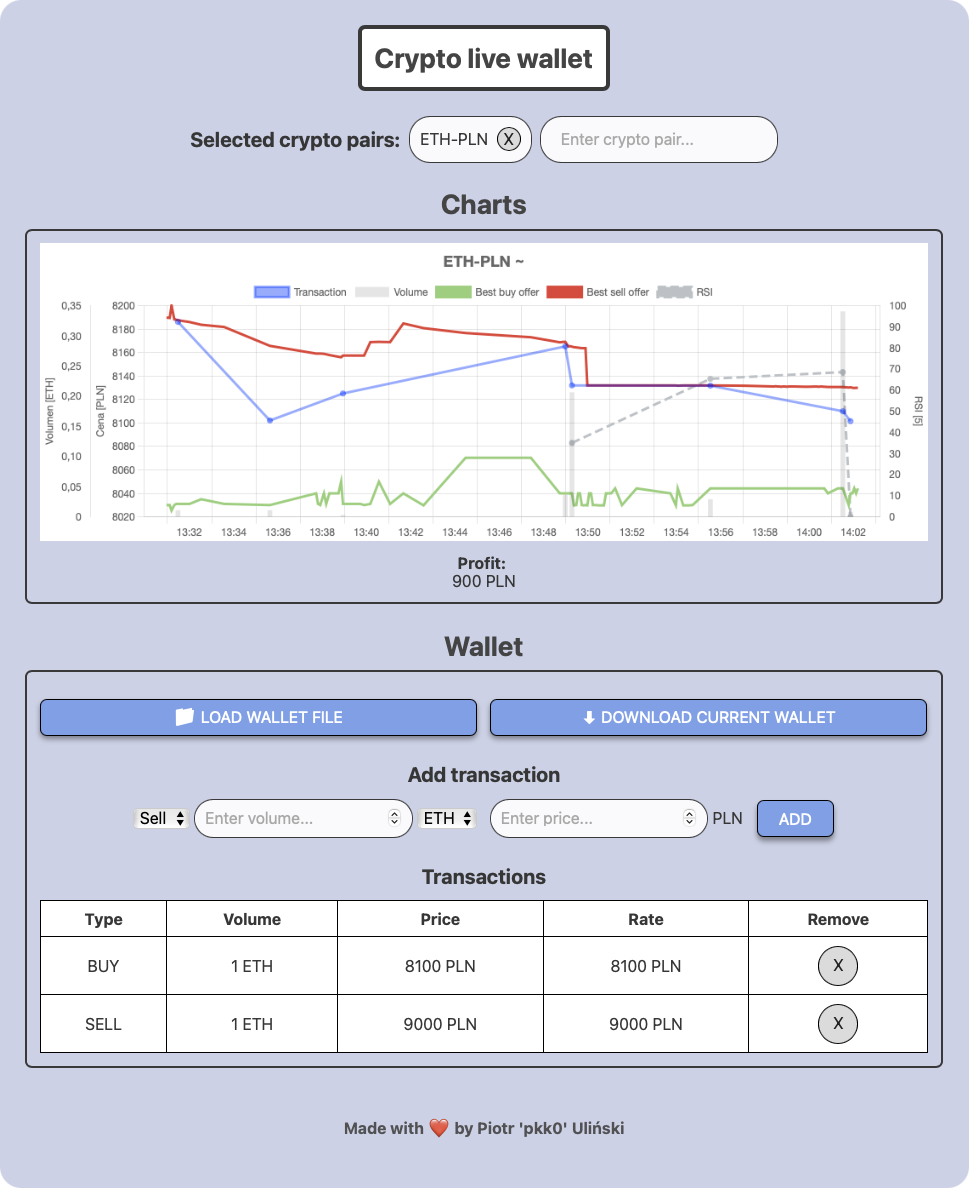 Crypto live wallet
Selected crypto pairs: ETH-PLN X Enter crypto pair...
Charts
ETH-PLN ~
Transaction Volume Best buy offer Best sell offer RSI
Volumen [ETH]
0,35
0,30
0,25
0,20
0,15
0,10
0,05
0
Cena [PLN]
8200
8180
8160
8140
8120
8100
8080
8060
8040
8020
100
90
80
70
60
50
40
30
20
10
0
RSI [5]
13:32 13:34 13:36 13:38 13:40 13:42 13:44 13:46 13:48 13:50 13:52 13:54 13:56 13:58 14:00 14:02
Profit:
900 PLN
Wallet
LOAD WALLET FILE
⬇ DOWNLOAD CURRENT WALLET
Add transaction
Sell Enter volume... ETH Enter price... PLN ADD
Transactions
Type Volume Price Rate Remove
BUY 1 ETH 8100 PLN 8100 PLN X
SELL 1 ETH 9000 PLN 9000 PLN X
Made with ❤️ by Piotr 'pkk0' Uliński